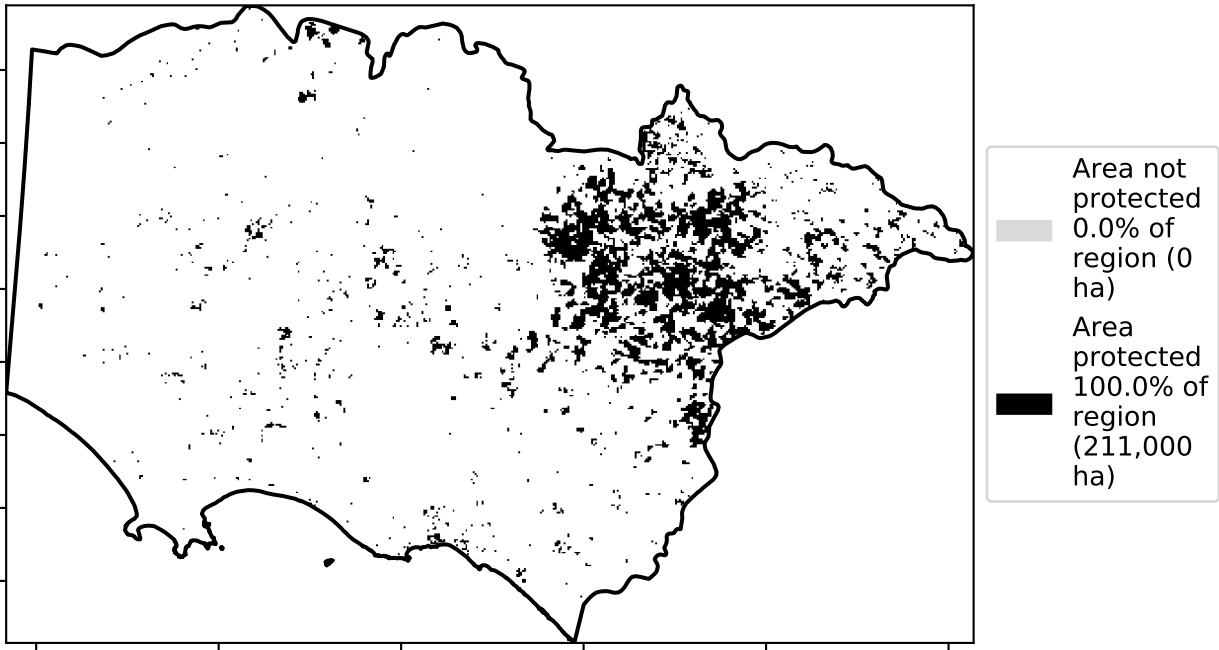 Area not
protected
0.0% of
region (0
ha)
Area
protected
100.0% of
region
(211,000
ha)